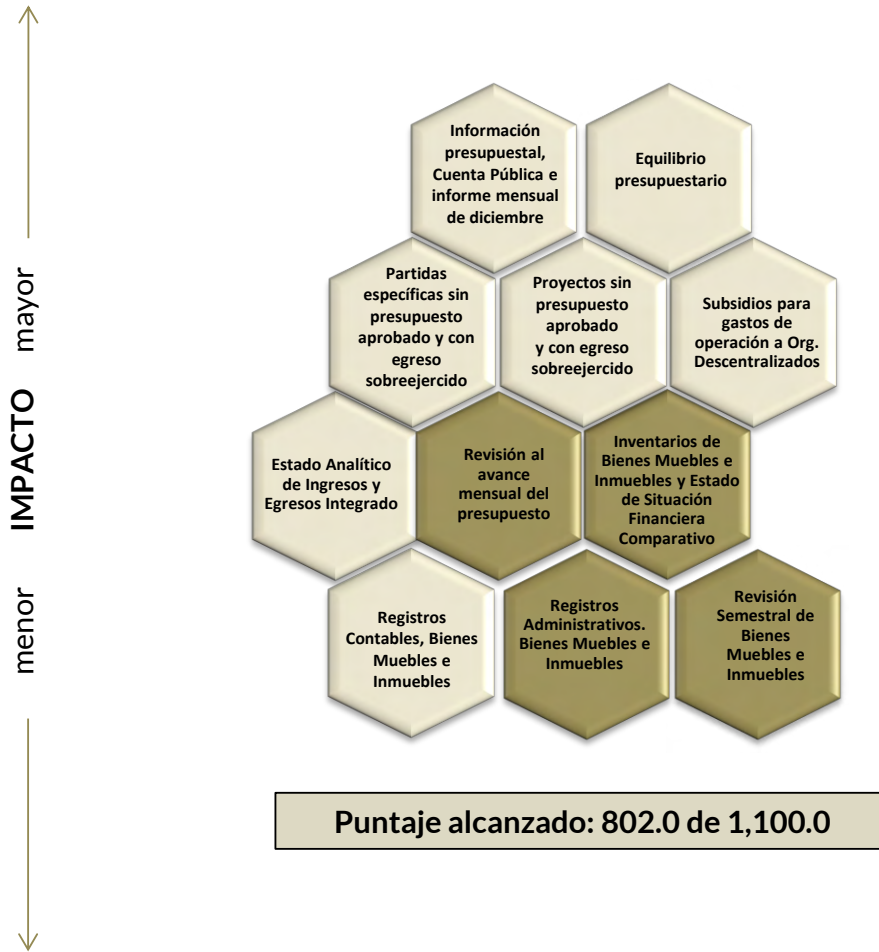 mayor
IMPACTO
menor
Información
presupuestal,
Cuenta Pública e
informe mensual
de diciembre
Equilibrio
presupuestario
Partidas
específicas sin
presupuesto
aprobado y con
egreso
sobreejercido
Proyectos sin
presupuesto
aprobado
y con egreso
sobreejercido
Subsidios para
gastos de
operación a Org.
Descentralizados
Estado Analítico
de Ingresos y
Egresos Integrado
Revisión al
avance
mensual del
presupuesto
Inventarios de
Bienes Muebles e
Inmuebles y Estado
de Situación
Financiera
Comparativo
Registros
Contables, Bienes
Muebles e
Inmuebles
Registros
Administrativos.
Bienes Muebles e
Inmuebles
Revisión
Semestral de
Bienes
Muebles e
Inmuebles
Puntaje alcanzado: 802.0 de 1,100.0